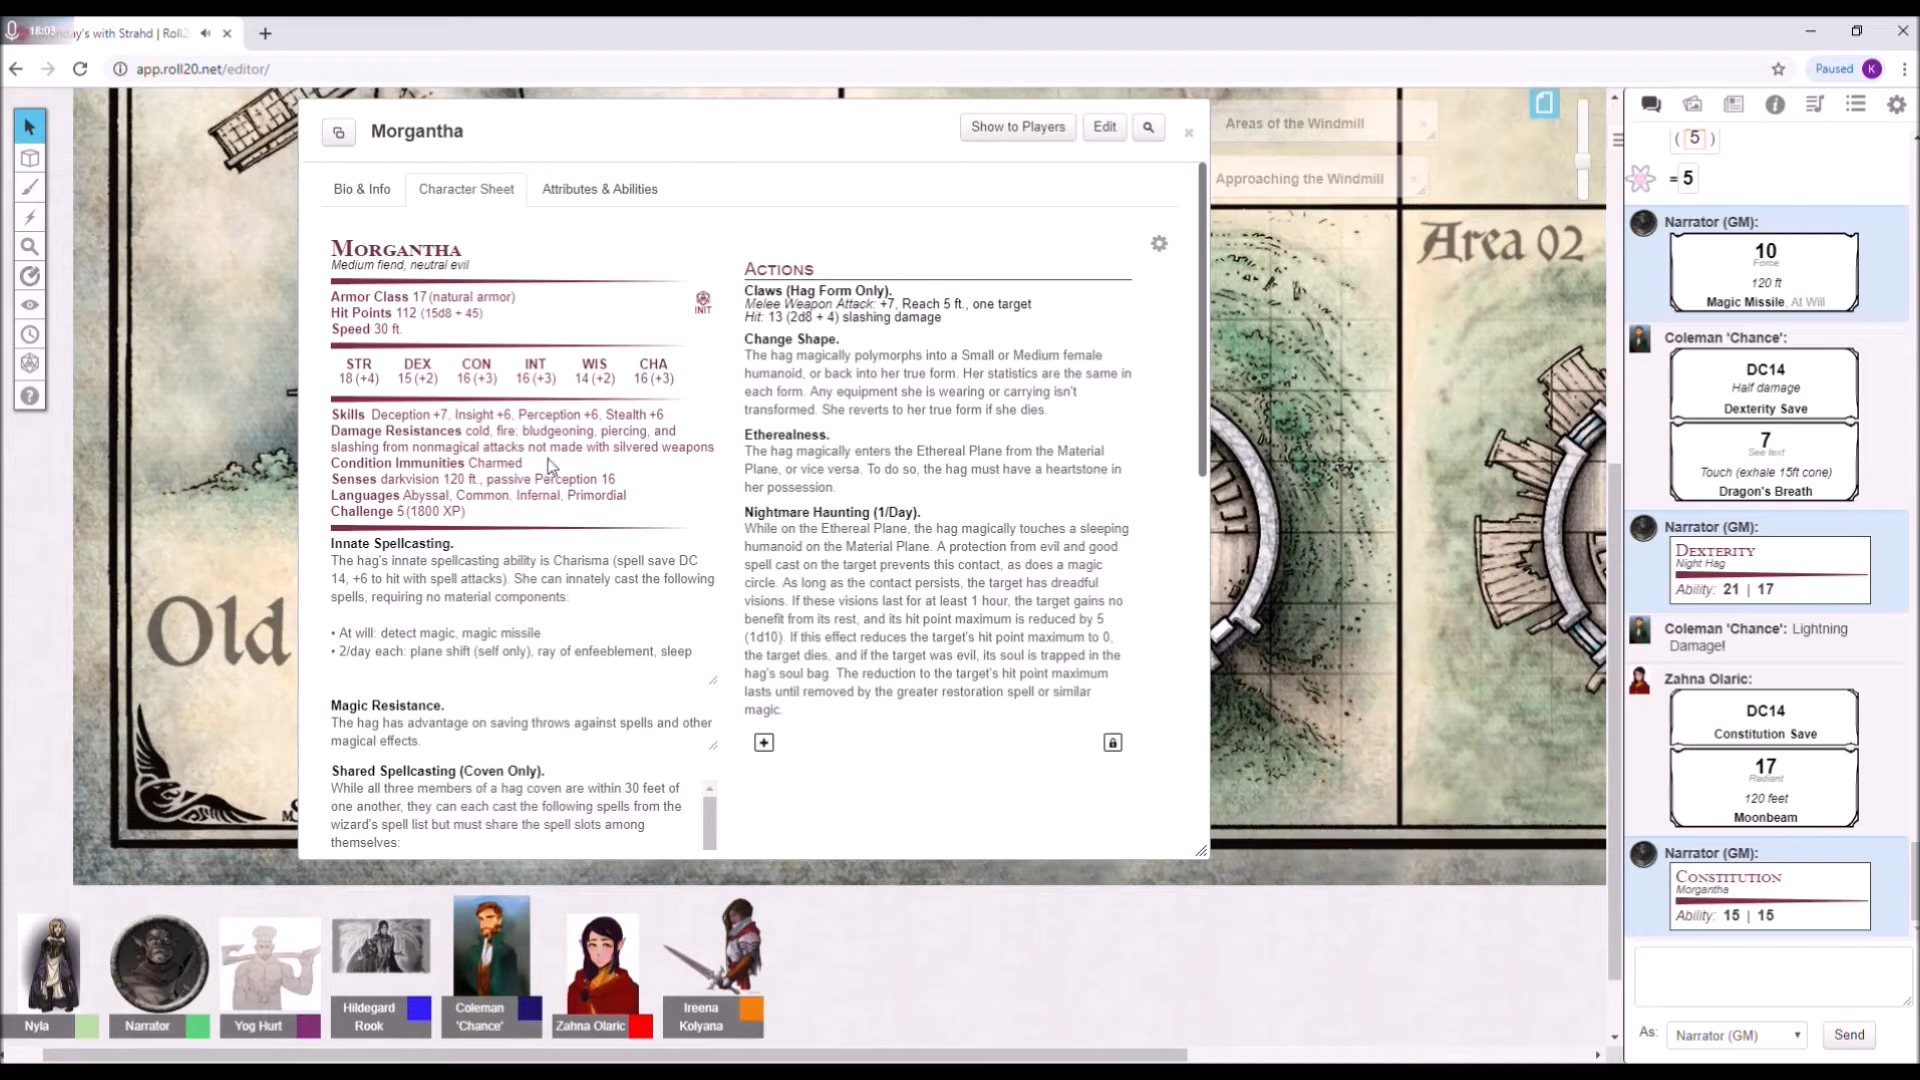 18:03
day's with Strahd | Roll2
app.roll20.net/editor/
Paused K
Morgantha
Show to Players
Edit
Bio & Info
Character Sheet
Attributes & Abilities
MORGANTHA
Medium fiend, neutral evil
Armor Class 17 (natural armor)
Hit Points 112 (15d8 + 45)
Speed 30 ft.
INIT
STR DEX CON INT WIS CHA
18 (+4) 15 (+2) 16 (+3) 16 (+3) 14 (+2) 16 (+3)
Skills Deception +7, Insight +6, Perception +6, Stealth +6
Damage Resistances cold, fire; bludgeoning, piercing, and
slashing from nonmagical attacks not made with silvered weapons
Condition Immunities Charmed
Senses darkvision 120 ft., passive Perception 16
Languages Abyssal, Common, Infernal, Primordial
Challenge 5 (1800 XP)
Innate Spellcasting.
The hag's innate spellcasting ability is Charisma (spell save DC
14, +6 to hit with spell attacks). She can innately cast the following
spells, requiring no material components:
• At will: detect magic, magic missile
• 2/day each: plane shift (self only), ray of enfeeblement, sleep
Magic Resistance.
The hag has advantage on saving throws against spells and other
magical effects.
Shared Spellcasting (Coven Only).
While all three members of a hag coven are within 30 feet of
one another, they can each cast the following spells from the
wizard's spell list but must share the spell slots among
themselves:
ACTIONS
Claws (Hag Form Only).
Melee Weapon Attack: +7, Reach 5 ft., one target
Hit: 13 (2d8 + 4) slashing damage
Change Shape.
The hag magically polymorphs into a Small or Medium female
humanoid, or back into her true form. Her statistics are the same in
each form. Any equipment she is wearing or carrying isn't
transformed. She reverts to her true form if she dies.
Etherealness.
The hag magically enters the Ethereal Plane from the Material
Plane, or vice versa. To do so, the hag must have a heartstone in
her possession.
Nightmare Haunting (1/Day).
While on the Ethereal Plane, the hag magically touches a sleeping
humanoid on the Material Plane. A protection from evil and good
spell cast on the target prevents this contact, as does a magic
circle. As long as the contact persists, the target has dreadful
visions. If these visions last for at least 1 hour, the target gains no
benefit from its rest, and its hit point maximum is reduced by 5
(1d10). If this effect reduces the target's hit point maximum to 0,
the target dies, and if the target was evil, its soul is trapped in the
hag's soul bag. The reduction to the target's hit point maximum
lasts until removed by the greater restoration spell or similar
magic.
Areas of the Windmill
Approaching the Windmill
Area 02
Old
(5)
=5
Narrator (GM):
10
Force
120 ft
Magic Missile, At Will
Coleman 'Chance':
DC14
Half damage
Dexterity Save
7
See text
Touch (exhale 15ft cone)
Dragon's Breath
Narrator (GM):
DEXTERITY
Night Hag
Ability: 21 | 17
Coleman 'Chance': Lightning
Damage!
Zahna Olaric:
DC14
Constitution Save
17
Radiant
120 feet
Moonbeam
Narrator (GM):
CONSTITUTION
Morgantha
Ability: 15 | 15
As: Narrator (GM)
Send
Nyla
Narrator
Yog Hurt
Hildegard
Rook
Coleman
'Chance'
Zahna Olaric
Ireena
Kolyana